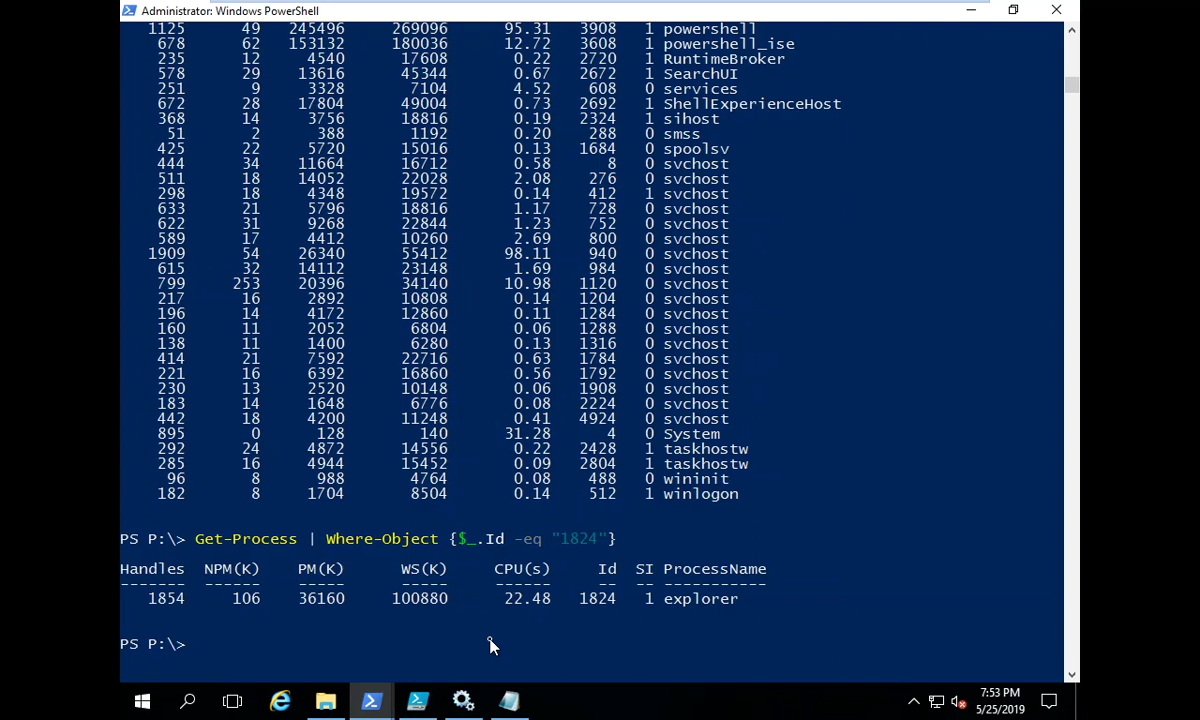 Administrator: Windows PowerShell
1125 49 245496 269096 95.31 3908 1 powershell
678 62 153132 180036 12.72 3608 1 powershell_ise
235 12 4540 17608 0.22 2720 1 RuntimeBroker
578 29 13616 45344 0.67 2672 1 SearchUI
251 9 3328 7104 4.52 608 0 services
672 28 17804 49004 0.73 2692 1 ShellExperienceHost
368 14 3756 18816 0.19 2324 1 sihost
51 2 388 1192 0.20 288 0 smss
425 22 5720 15016 0.13 1684 0 spoolsv
444 34 11664 16712 0.58 8 0 svchost
511 18 14052 22028 2.08 276 0 svchost
298 18 4348 19572 0.14 412 1 svchost
633 21 5796 18816 1.17 728 0 svchost
622 31 9268 22844 1.23 752 0 svchost
589 17 4412 10260 2.69 800 0 svchost
1909 54 26340 55412 98.11 940 0 svchost
615 32 14112 23148 1.69 984 0 svchost
799 253 20396 34140 10.98 1120 0 svchost
217 16 2892 10808 0.14 1204 0 svchost
196 14 4172 12860 0.11 1284 0 svchost
160 11 2052 6804 0.06 1288 0 svchost
138 11 1400 6280 0.13 1316 0 svchost
414 21 7592 22716 0.63 1784 0 svchost
221 16 6392 16860 0.56 1792 0 svchost
230 13 2520 10148 0.06 1908 0 svchost
183 14 1648 6776 0.08 2224 0 svchost
442 18 4200 11248 0.41 4924 0 svchost
895 0 128 140 31.28 4 0 System
292 24 4872 14556 0.22 2428 1 taskhostw
285 16 4944 15452 0.09 2804 1 taskhostw
96 8 988 4764 0.08 488 0 wininit
182 8 1704 8504 0.14 512 1 winlogon
PS P:\> Get-Process | Where-Object {$_.Id -eq "1824"}
Handles NPM(K) PM(K) WS(K) CPU(s) Id SI ProcessName
------- ------ ----- ----- ------ -- -- -----------
1854 106 36160 100880 22.48 1824 1 explorer
PS P:\>
7:53 PM
5/25/2019